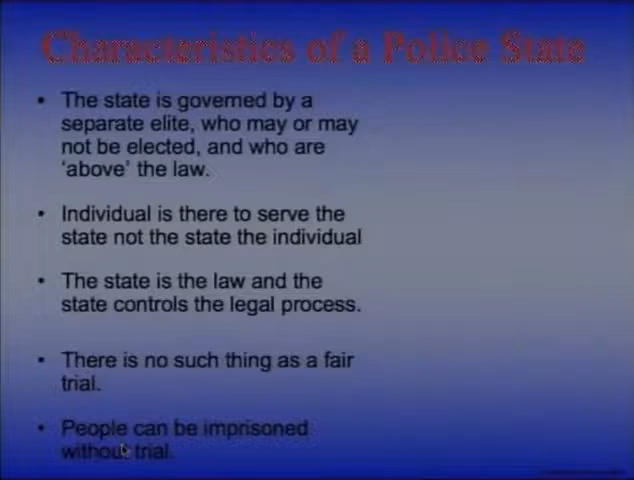 Characteristics of a Police State
• The state is governed by a
separate elite, who may or may
not be elected, and who are
‘above’ the law.
• Individual is there to serve the
state not the state the individual
• The state is the law and the
state controls the legal process.
• There is no such thing as a fair
trial.
• People can be imprisoned
without trial.